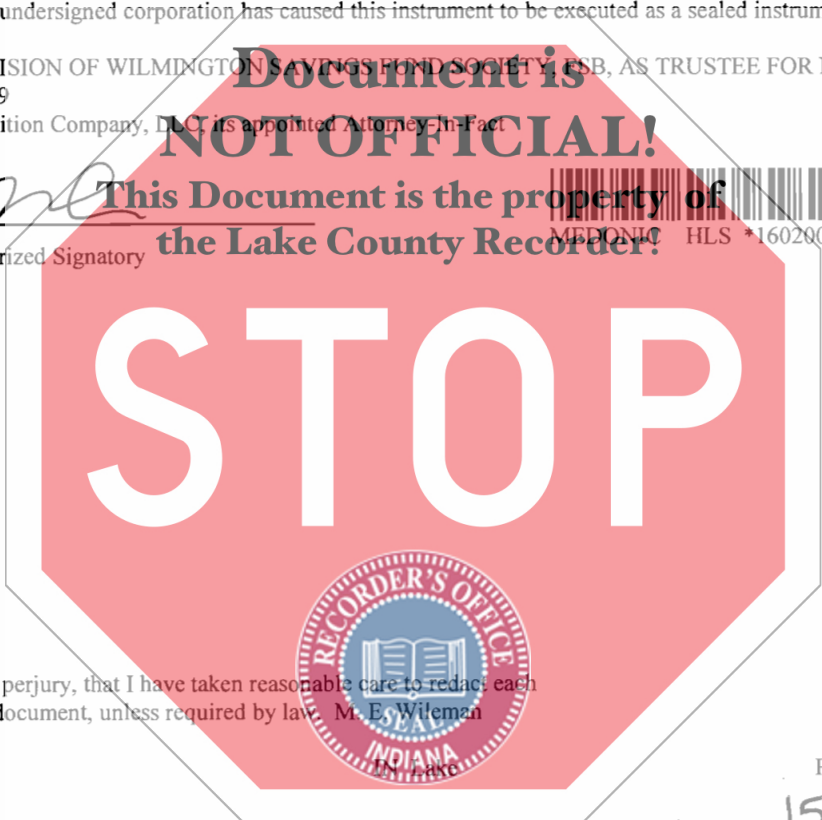 undersigned corporation has caused this instrument to be executed as a sealed instrum
ISION OF WILMINGTON SAVINGS FUND SOCIETY, FSB, AS TRUSTEE FOR
9
ition Company, LLC, its appointed Attorney-In-Fact
Document is
NOT OFFICIAL!
This Document is the property of
the Lake County Recorder!
MEDONIC HLS *160200
rized Signatory
STOP
RECORDER'S OFFICE
SEAL
INDIANA
perjury, that I have taken reasonable care to redact each
document, unless required by law. M. E. Wileman
IN Lake
15